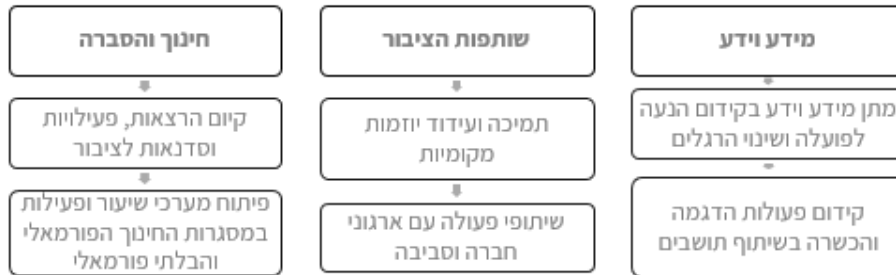 מידע וידע
מתן מידע וידע בקידום הנעה
לפועלה ושינוי הרגלים
קידום פעולות הדגמה
והכשרה בשיתוף תושבים
שותפות הציבור
תמיכה ועידוד יוזמות
מקומיות
שיתופי פעולה עם ארגוני
חברה וסביבה
חינוך והסברה
קיום הרצאות, פעילויות
וסדנאות לציבור
פיתוח מערכי שיעור ופעילות
במסגרות החינוך הפורמאלי
והבלתי פורמאלי